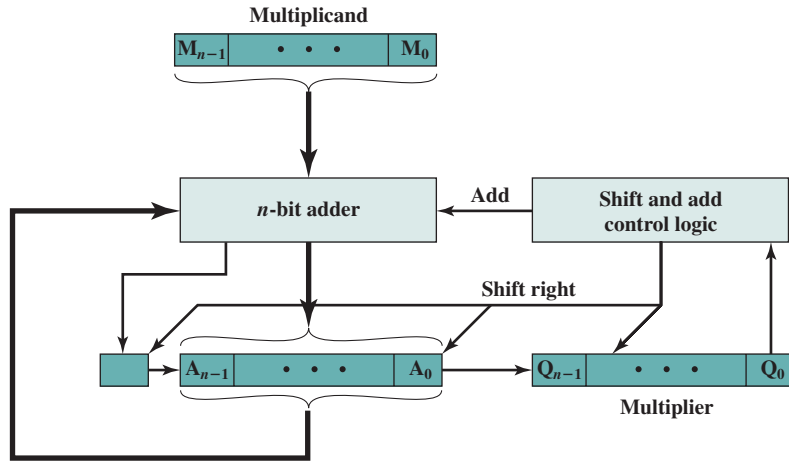 Multiplicand
Mn−1 • • • M0
n-bit adder
Add
Shift and add
control logic
Shift right
An−1 • • • A0
Qn−1 • • • Q0
Multiplier